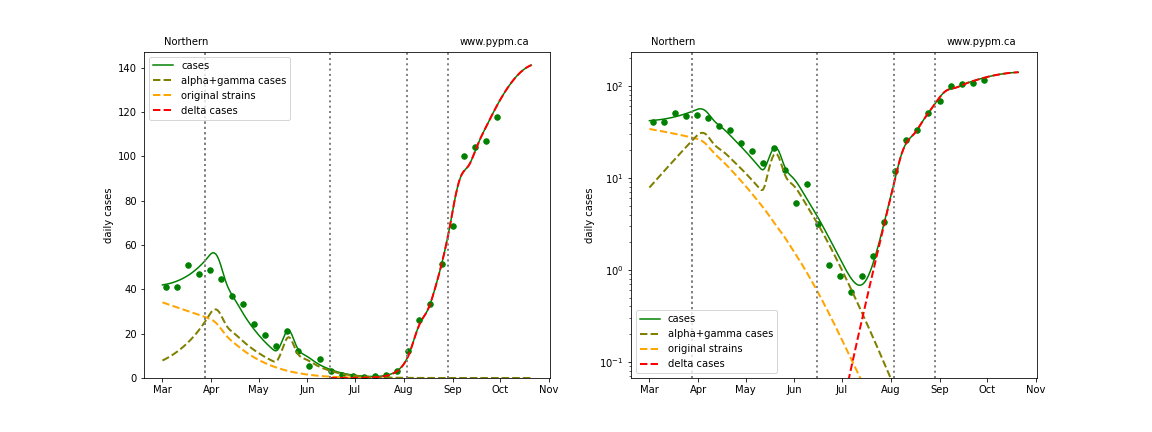 Northern www.pypm.ca
cases
alpha+gamma cases
original strains
delta cases
daily cases
140
120
100
80
60
40
20
0
Mar Apr May Jun Jul Aug Sep Oct Nov
Northern www.pypm.ca
daily cases
10²
10¹
10⁰
10⁻¹
cases
alpha+gamma cases
original strains
delta cases
Mar Apr May Jun Jul Aug Sep Oct Nov